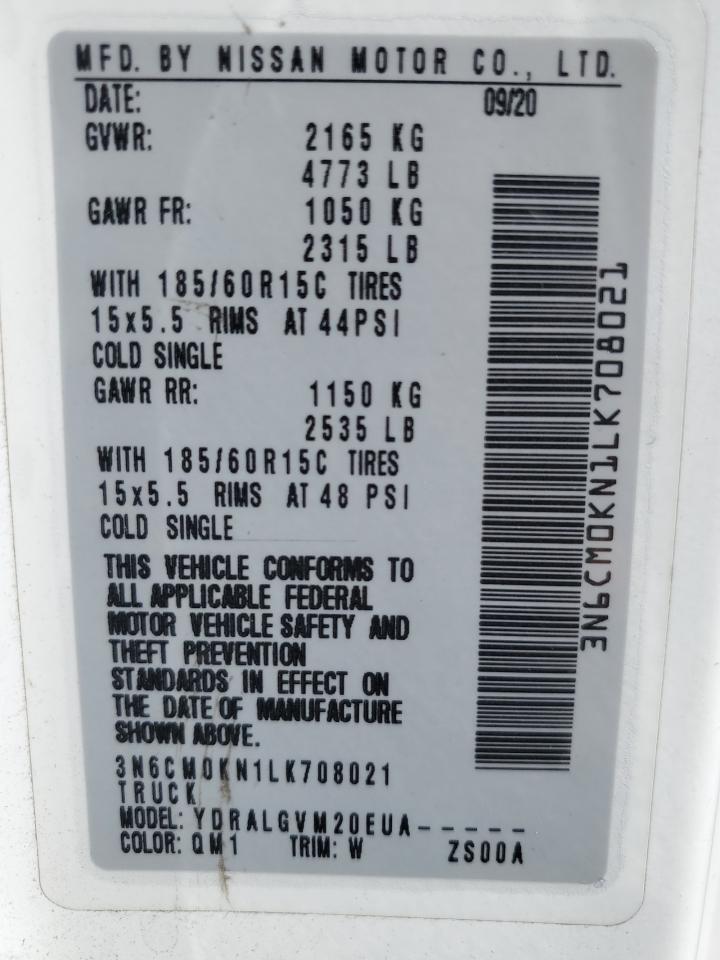 MFD. BY NISSAN MOTOR CO., LTD.
DATE: 09/20
GVWR: 2165 KG
4773 LB
GAWR FR: 1050 KG
2315 LB
WITH 185/60R15C TIRES
15x5.5 RIMS AT 44PSI
COLD SINGLE
GAWR RR: 1150 KG
2535 LB
WITH 185/60R15C TIRES
15x5.5 RIMS AT 48 PSI
COLD SINGLE
THIS VEHICLE CONFORMS TO
ALL APPLICABLE FEDERAL
MOTOR VEHICLE SAFETY AND
THEFT PREVENTION
STANDARDS IN EFFECT ON
THE DATE OF MANUFACTURE
SHOWN ABOVE.
3N6CM0KN1LK708021
TRUCK
MODEL: YDRALGVM20EUA-----
COLOR: QM1 TRIM: W ZS00A
3N6CM0KN1LK708021